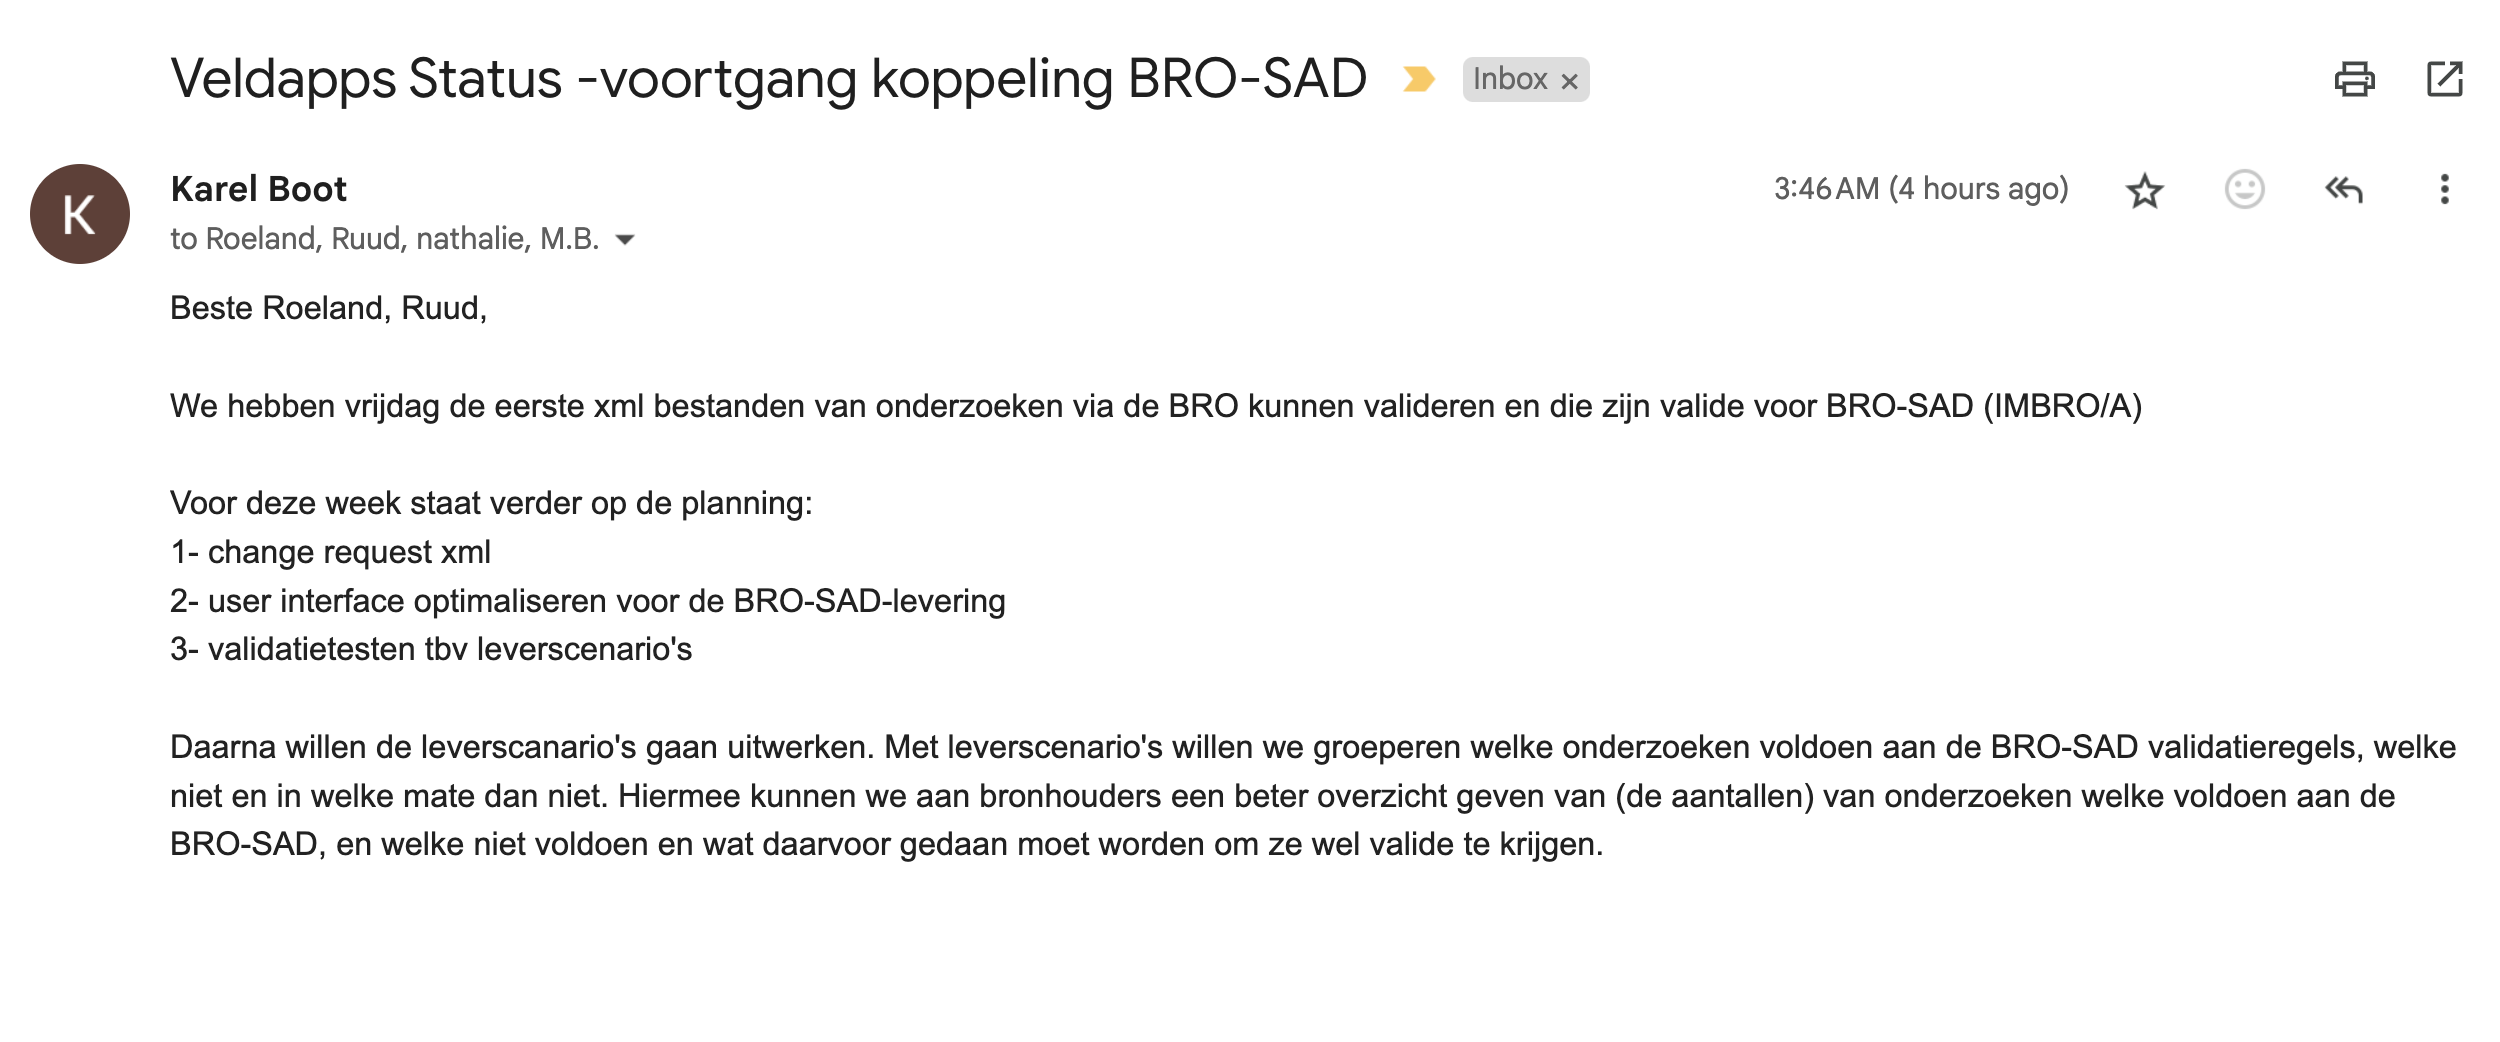 Veldapps Status -voortgang koppeling BRO-SAD Inbox ×
K
Karel Boot
3:46 AM (4 hours ago)
to Roeland, Ruud, nathalie, M.B.
Beste Roeland, Ruud,
We hebben vrijdag de eerste xml bestanden van onderzoeken via de BRO kunnen valideren en die zijn valide voor BRO-SAD (IMBRO/A)
Voor deze week staat verder op de planning:
1- change request xml
2- user interface optimaliseren voor de BRO-SAD-levering
3- validatietesten tbv leverscenario's
Daarna willen de leverscanario's gaan uitwerken. Met leverscenario's willen we groeperen welke onderzoeken voldoen aan de BRO-SAD validatieregels, welke
niet en in welke mate dan niet. Hiermee kunnen we aan bronhouders een beter overzicht geven van (de aantallen) van onderzoeken welke voldoen aan de
BRO-SAD, en welke niet voldoen en wat daarvoor gedaan moet worden om ze wel valide te krijgen.